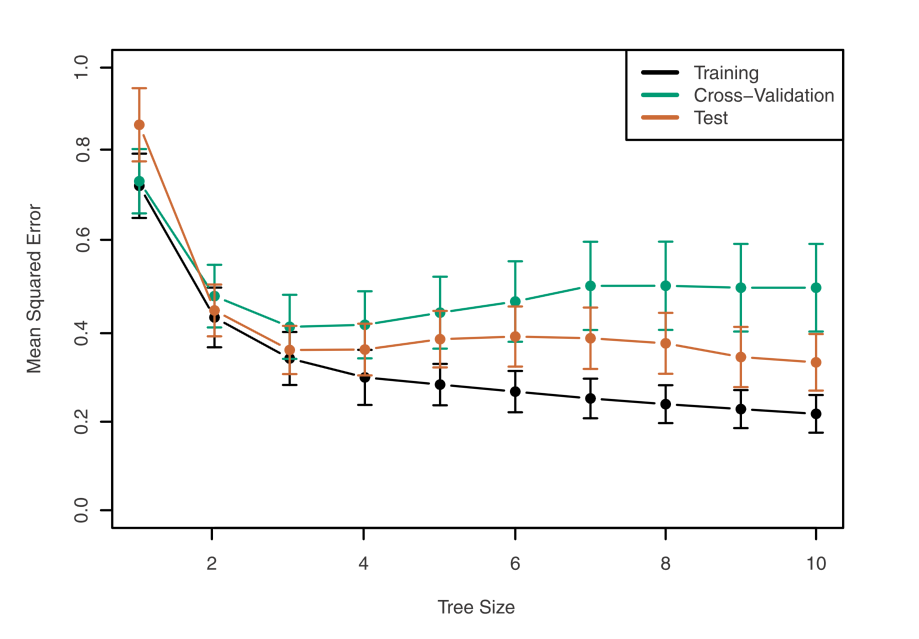 Training
Cross−Validation
Test
1.0
0.8
0.6
0.4
0.2
0.0
Mean Squared Error
2 4 6 8 10
Tree Size